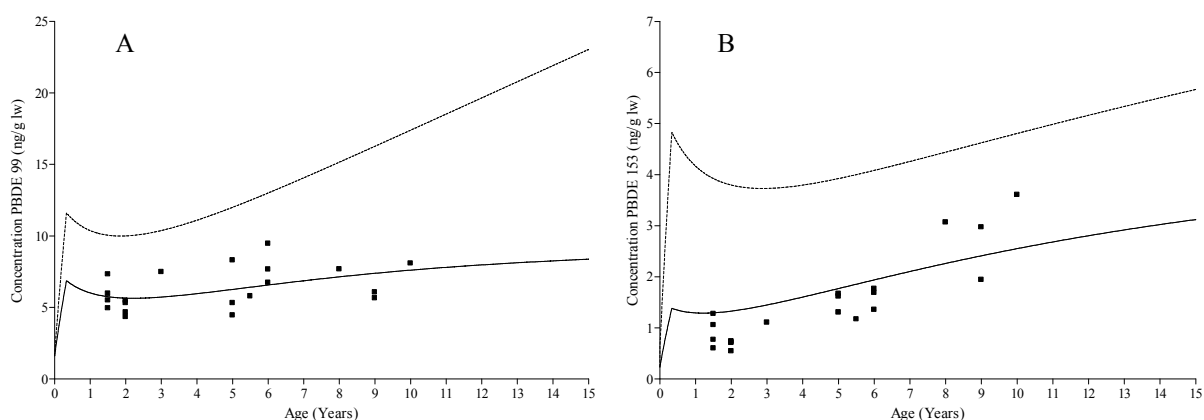 A
Concentration PBDE 99 (ng/g lw)
25
20
15
10
5
0
0 1 2 3 4 5 6 7 8 9 10 11 12 13 14 15
Age (Years)
B
Concentration PBDE 153 (ng/g lw)
7
6
5
4
3
2
1
0
0 1 2 3 4 5 6 7 8 9 10 11 12 13 14 15
Age (Years)